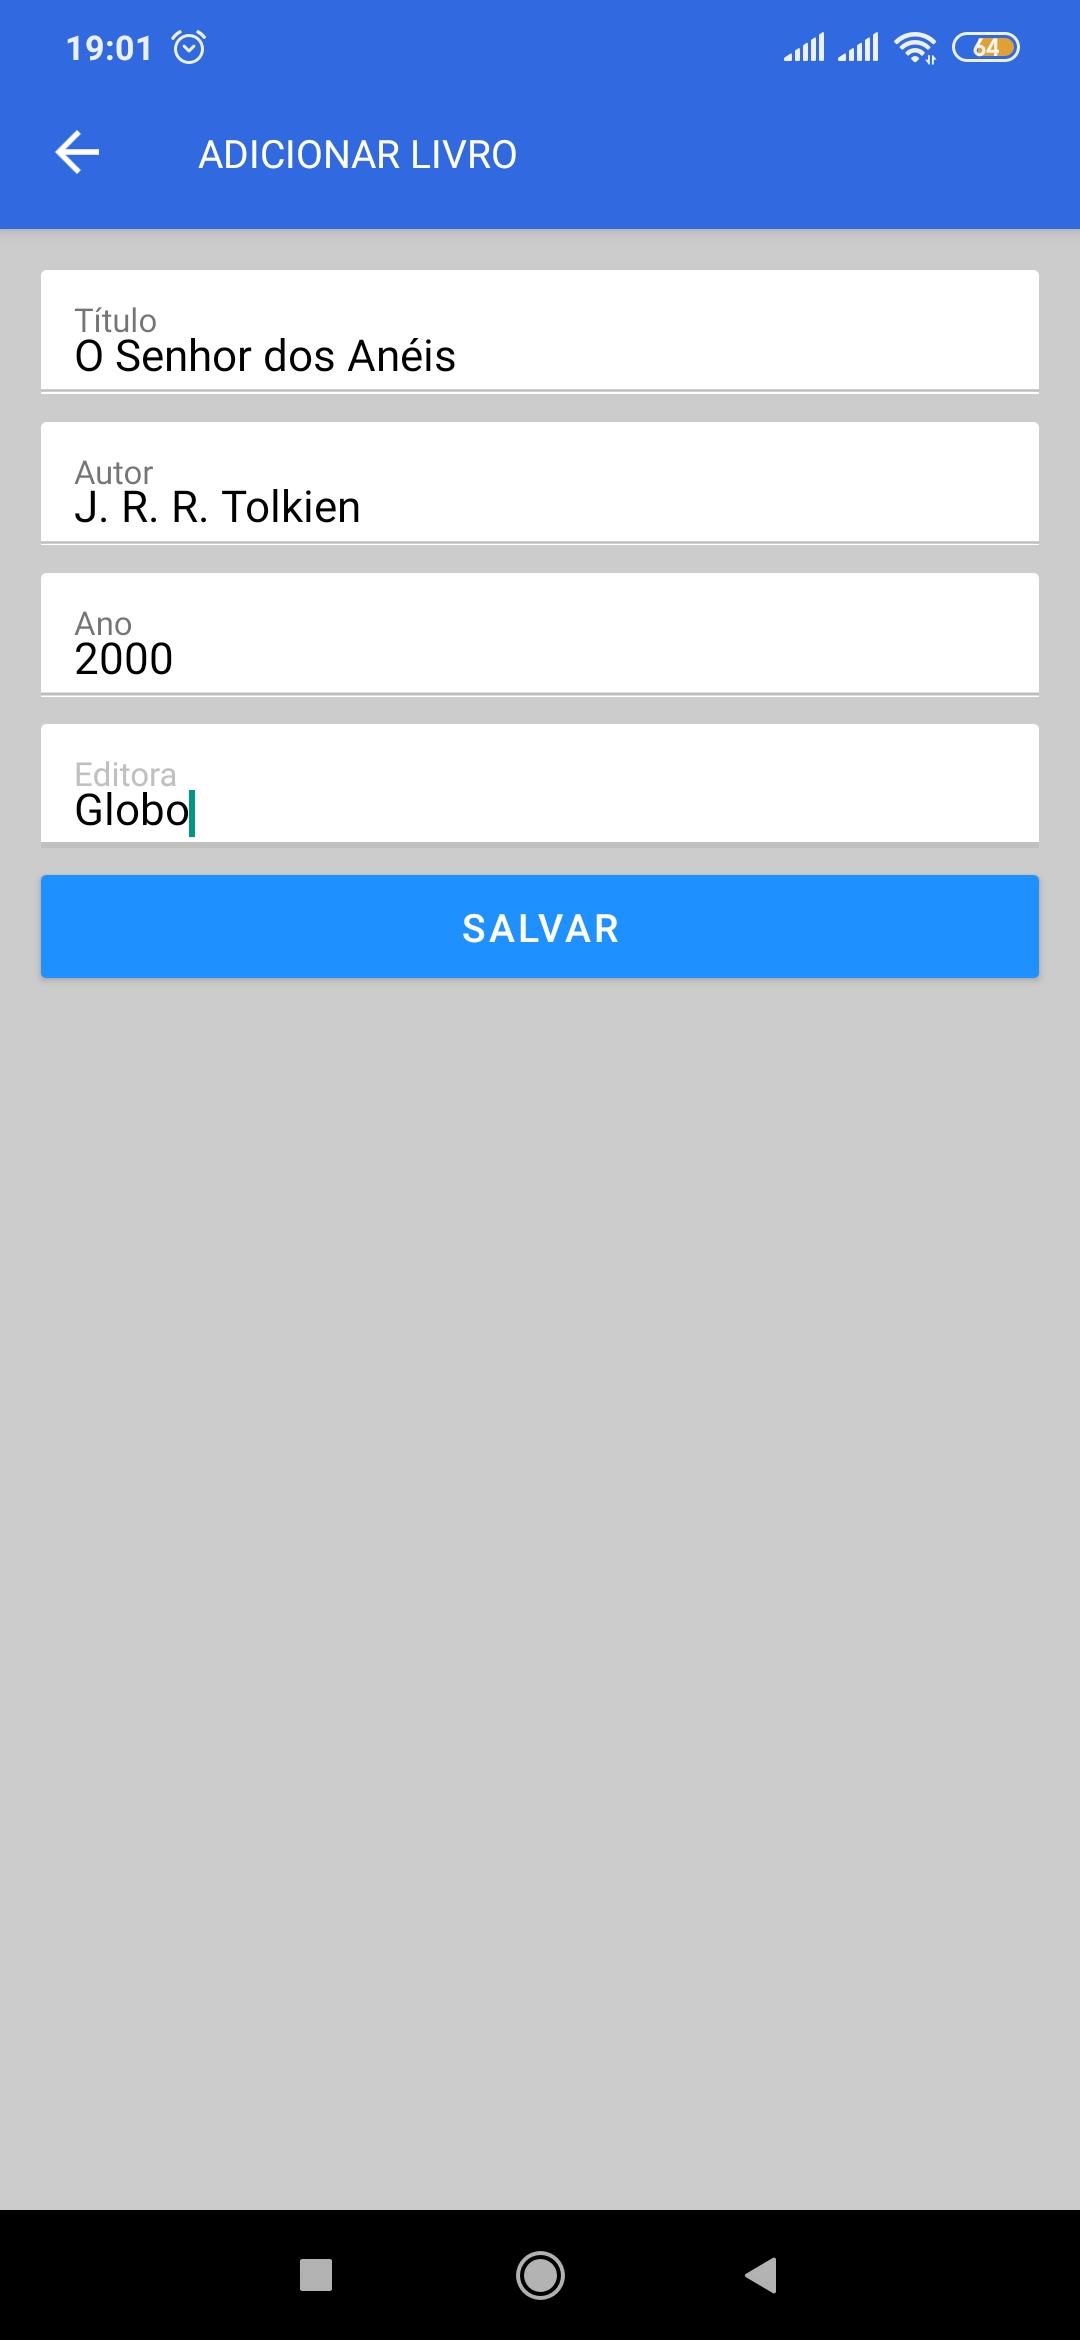 19:01 64
ADICIONAR LIVRO
Título
O Senhor dos Anéis
Autor
J. R. R. Tolkien
Ano
2000
Editora
Globo
SALVAR